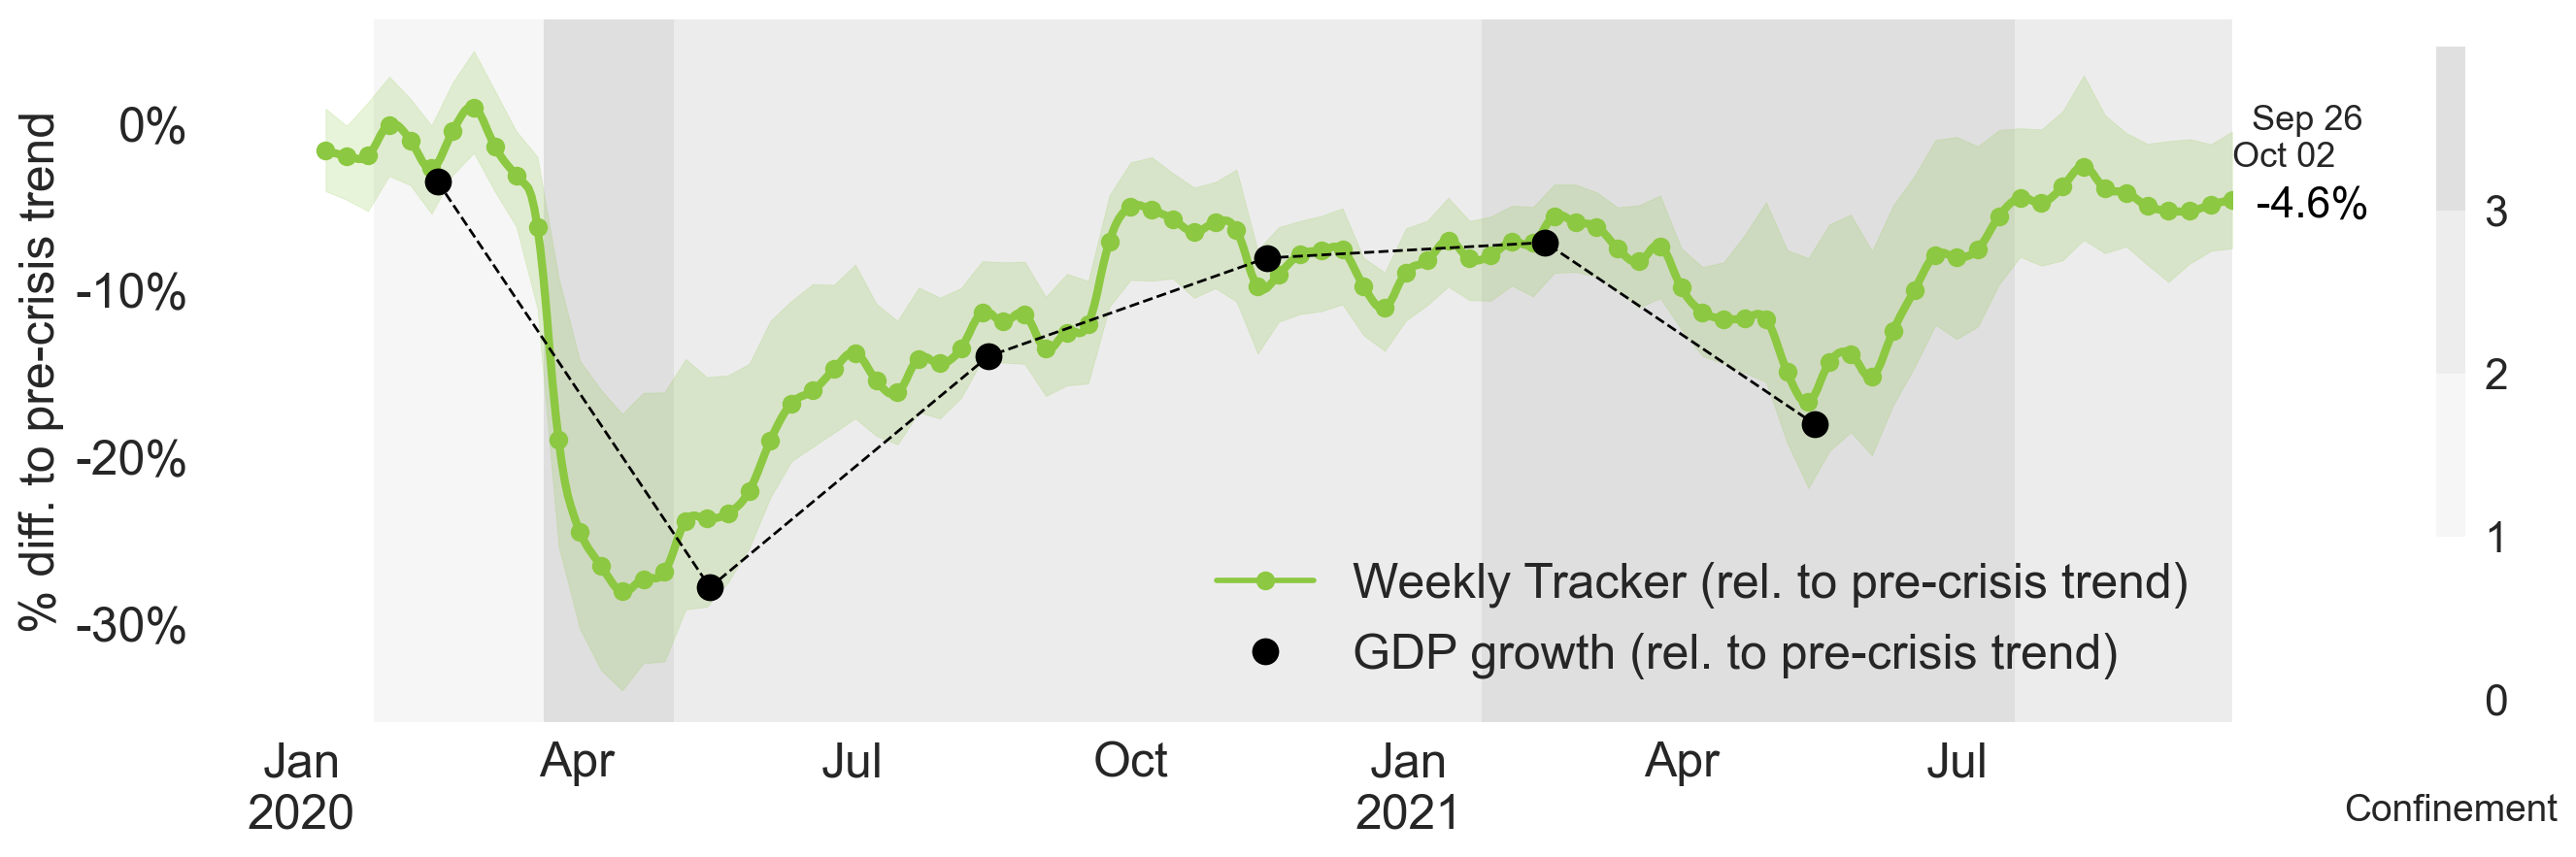 % diff. to pre-crisis trend
0%
-10%
-20%
-30%
Sep 26
Oct 02
-4.6%
3
2
1
0
Weekly Tracker (rel. to pre-crisis trend)
GDP growth (rel. to pre-crisis trend)
Jan Apr Jul Oct Jan Apr Jul
2020 2021
Confinement